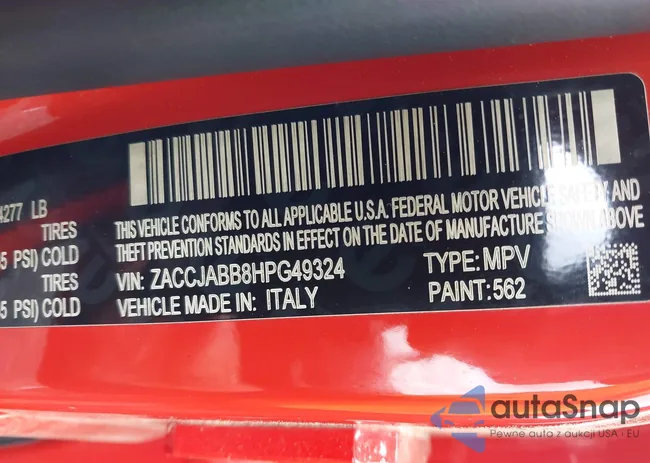 4277 LB
TIRES
5 PSI) COLD
TIRES
5 PSI) COLD
THIS VEHICLE CONFORMS TO ALL APPLICABLE U.S.A. FEDERAL MOTOR VEHICLE SAFETY AND
THEFT PREVENTION STANDARDS IN EFFECT ON THE DATE OF MANUFACTURE SHOWN ABOVE
VIN: ZACCJABB8HPG49324 TYPE: MPV
VEHICLE MADE IN: ITALY PAINT: 562
autaSnap
Pewne auta z aukcji USA i EU